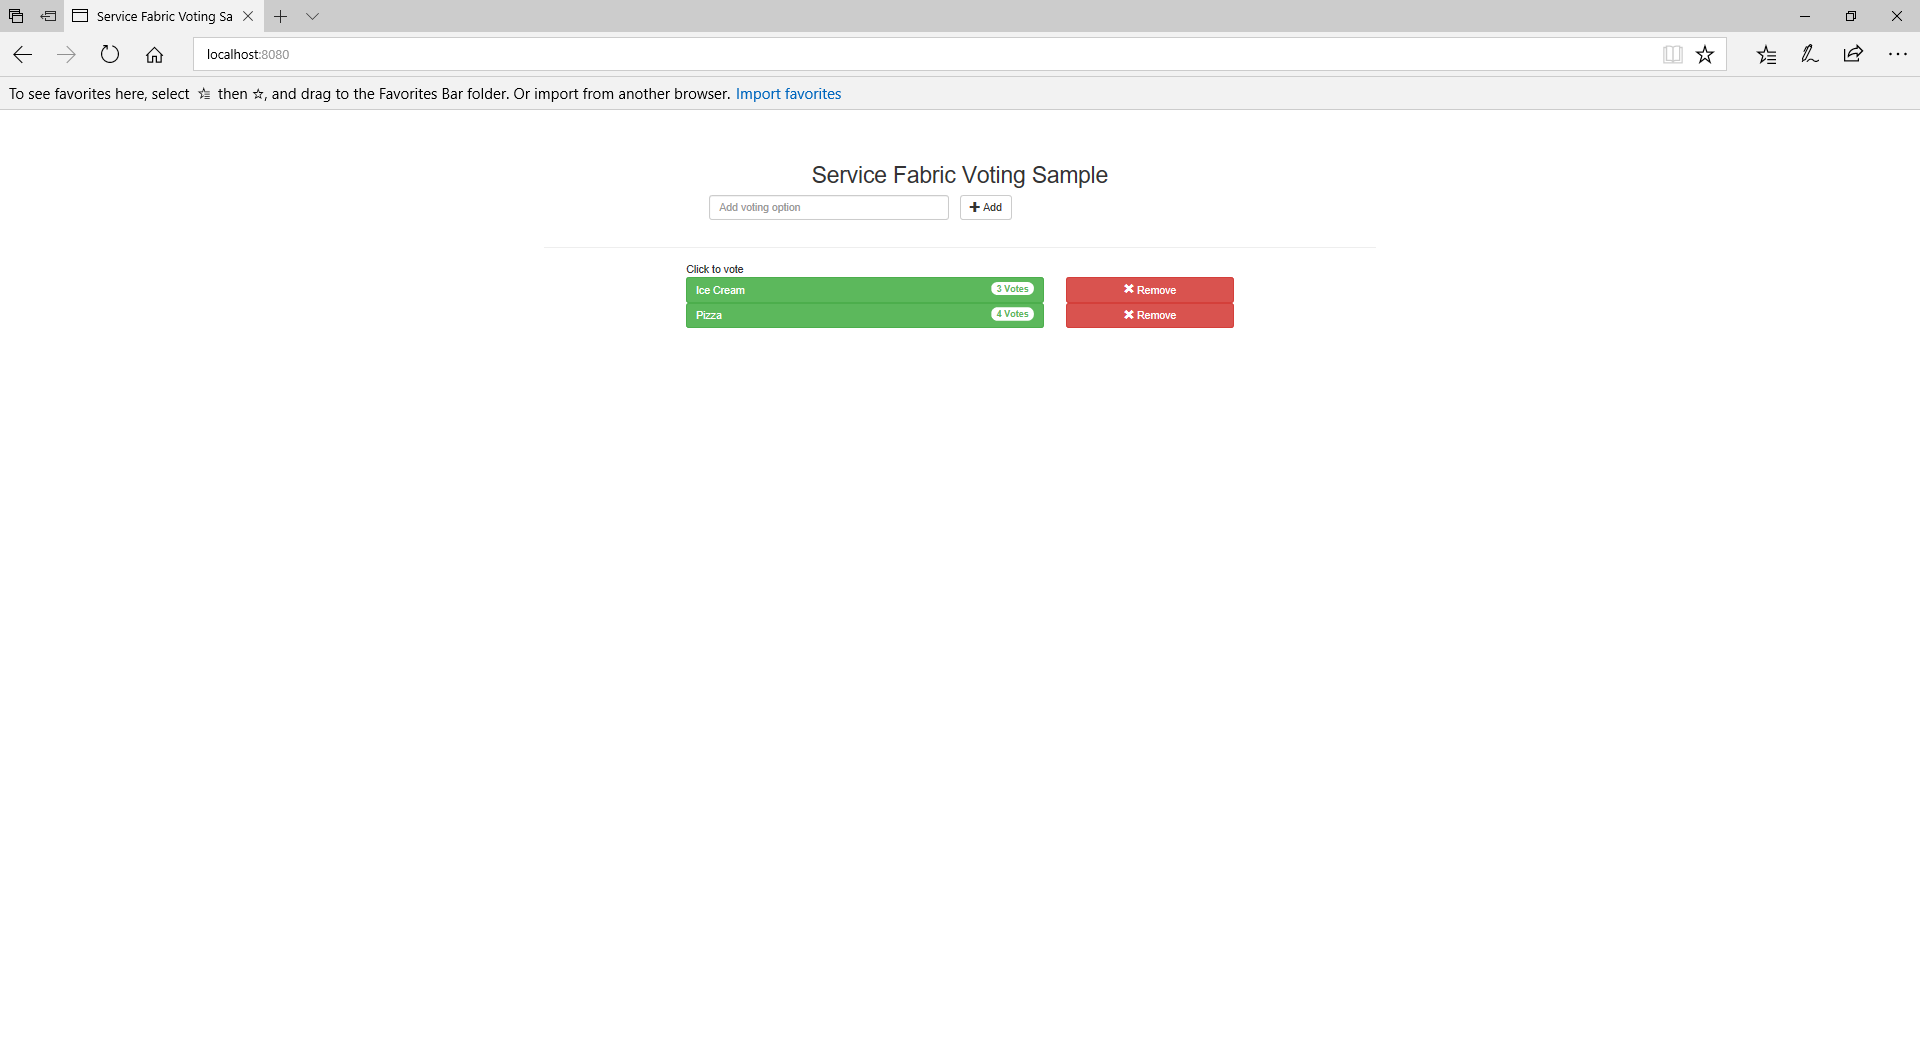 Service Fabric Voting Sa
localhost:8080
To see favorites here, select then , and drag to the Favorites Bar folder. Or import from another browser. Import favorites
Service Fabric Voting Sample
Add voting option Add
Click to vote
Ice Cream 3 Votes Remove
Pizza 4 Votes Remove